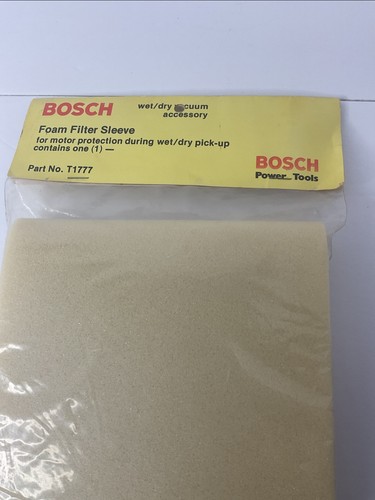 BOSCH
wet/dry
accessory
Foam Filter Sleeve
for motor protection during wet/dry pick-up
contains one (1) —
Part No. T1777
BOSCH
Power Tools